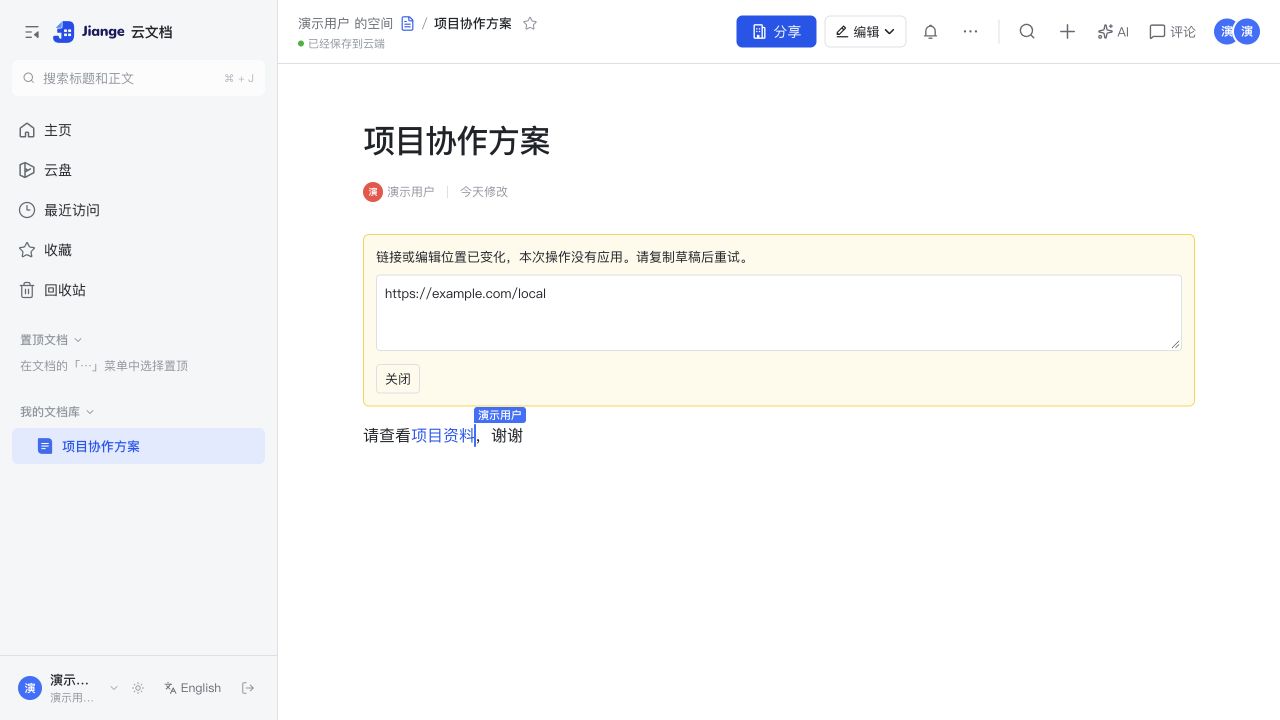 Jiange 云文档
搜索标题和正文 ⌘ + J
主页
云盘
最近访问
收藏
回收站
置顶文档
在文档的「…」菜单中选择置顶
我的文档库
项目协作方案
演
演示...
演示用...
English
演示用户 的空间 / 项目协作方案
已经保存到云端
分享
编辑
AI
评论
演 演
项目协作方案
演 演示用户 今天修改
链接或编辑位置已变化，本次操作没有应用。请复制草稿后重试。
https://example.com/local
关闭
演示用户
请查看项目资料，谢谢